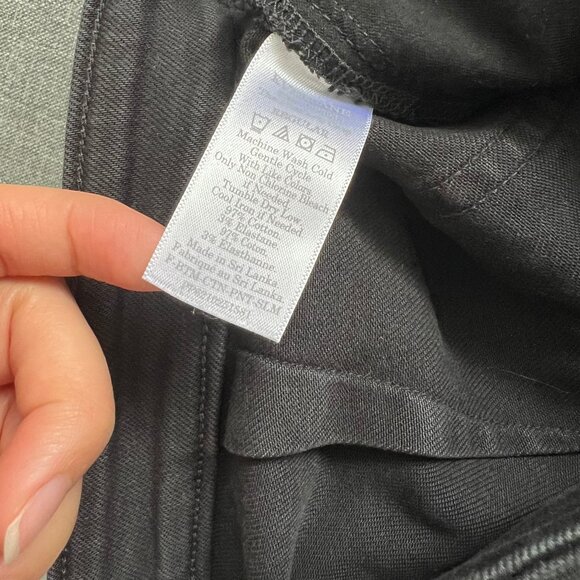 REGULAR
Machine Wash Cold
Gentle Cycle
With Like Colors
Only Non Chlorine Bleach,
if Needed.
Tumble Dry Low.
Cool Iron if Needed.
97% Cotton.
3% Elastane.
97% Coton.
3% Élasthanne.
Made in Sri Lanka.
Fabriqué au Sri Lanka.
F-BTM-CTN-PNT-SLM